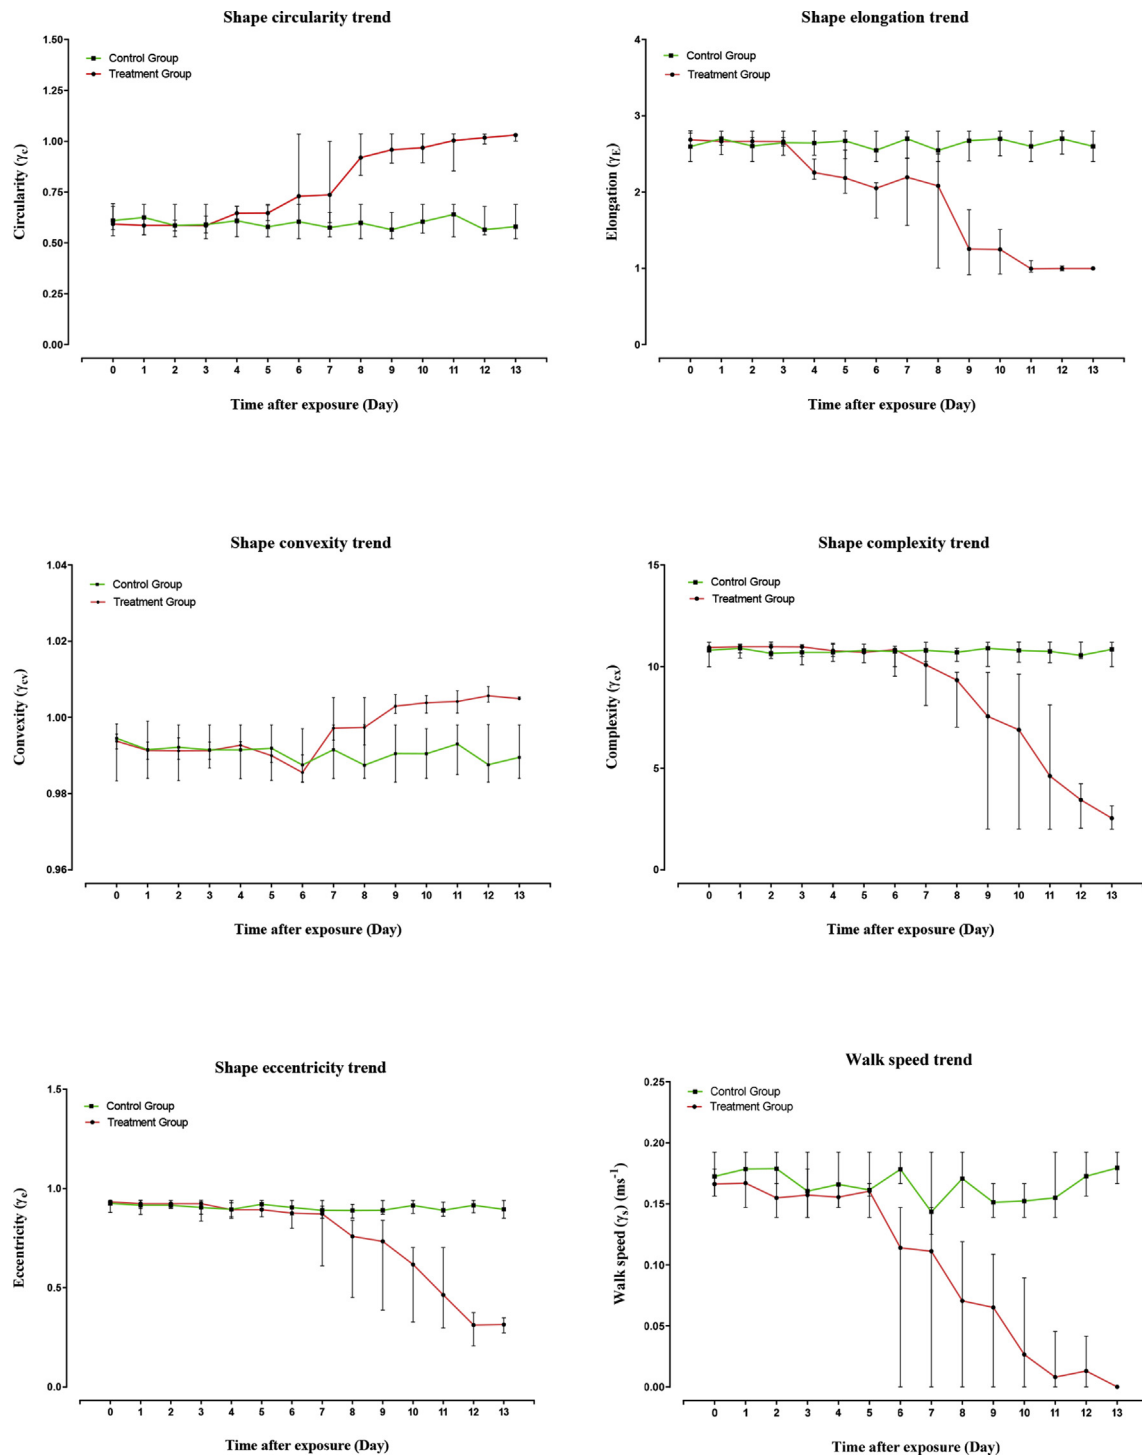 Shape circularity trend
1.50
1.25
1.00
0.75
0.50
0.25
0.00
Circularity (γc)
Control Group
Treatment Group
0 1 2 3 4 5 6 7 8 9 10 11 12 13
Time after exposure (Day)
Shape elongation trend
4
3
2
1
0
Elongation (γE)
Control Group
Treatment Group
0 1 2 3 4 5 6 7 8 9 10 11 12 13
Time after exposure (Day)
Shape convexity trend
1.04
1.02
1.00
0.98
0.96
Convexity (γcv)
Control Group
Treatment Group
0 1 2 3 4 5 6 7 8 9 10 11 12 13
Time after exposure (Day)
Shape complexity trend
15
10
5
0
Complexity (γcx)
Control Group
Treatment Group
0 1 2 3 4 5 6 7 8 9 10 11 12 13
Time after exposure (Day)
Shape eccentricity trend
1.5
1.0
0.5
0.0
Eccentricity (γe)
Control Group
Treatment Group
0 1 2 3 4 5 6 7 8 9 10 11 12 13
Time after exposure (Day)
Walk speed trend
0.25
0.20
0.15
0.10
0.05
0.00
Walk speed (γs) (ms⁻¹)
Control Group
Treatment Group
0 1 2 3 4 5 6 7 8 9 10 11 12 13
Time after exposure (Day)